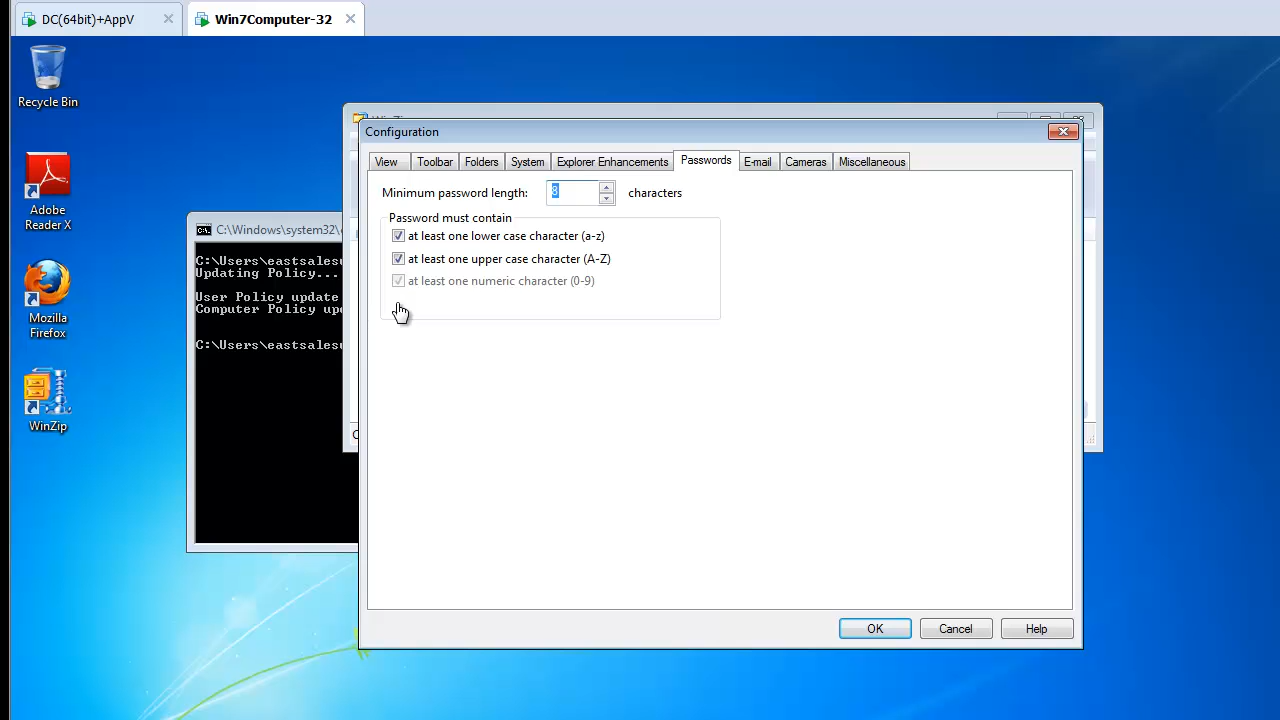 DC(64bit)+AppV
Win7Computer-32
Recycle Bin
Adobe
Reader X
Mozilla
Firefox
WinZip
C:\Windows\system32\
C:\Users\eastsales
Updating Policy...
User Policy update
Computer Policy
C:\Users\eastsales
Configuration
View
Toolbar
Folders
System
Explorer Enhancements
Passwords
E-mail
Cameras
Miscellaneous
Minimum password length: 8 characters
Password must contain
at least one lower case character (a-z)
at least one upper case character (A-Z)
at least one numeric character (0-9)
OK
Cancel
Help